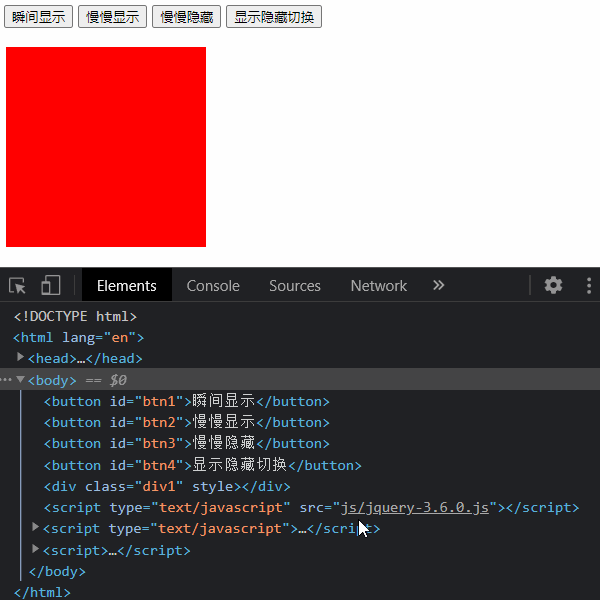 瞬间显示 慢慢显示 慢慢隐藏 显示隐藏切换
Elements Console Sources Network »
<!DOCTYPE html>
<html lang="en">
<head>…</head>
<body> == $0
<button id="btn1">瞬间显示</button>
<button id="btn2">慢慢显示</button>
<button id="btn3">慢慢隐藏</button>
<button id="btn4">显示隐藏切换</button>
<div class="div1" style></div>
<script type="text/javascript" src="js/jquery-3.6.0.js"></script>
<script type="text/javascript">…</script>
<script>…</script>
</body>
</html>